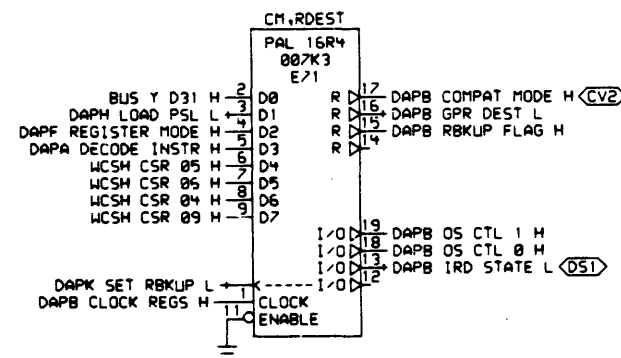 CM,RDEST
PAL 16R4
007K3
E71
BUS Y D31 H 2 D0 R 17 DAPB COMPAT MODE H CV2
DAPH LOAD PSL L 3 D1 R 16 DAPB GPR DEST L
DAPF REGISTER MODE H 4 D2 R 15 DAPB RBKUP FLAG H
DAPA DECODE INSTR H 5 D3 R 14
WCSH CSR 05 H 6 D4
WCSH CSR 06 H 7 D5
WCSH CSR 04 H 8 D6
WCSH CSR 09 H 9 D7
I/O 19 DAPB OS CTL 1 H
I/O 18 DAPB OS CTL 0 H
I/O 13 DAPB IRD STATE L DS1
DAPK SET RBKUP L I/O 12
DAPB CLOCK REGS H 1 CLOCK
11 ENABLE